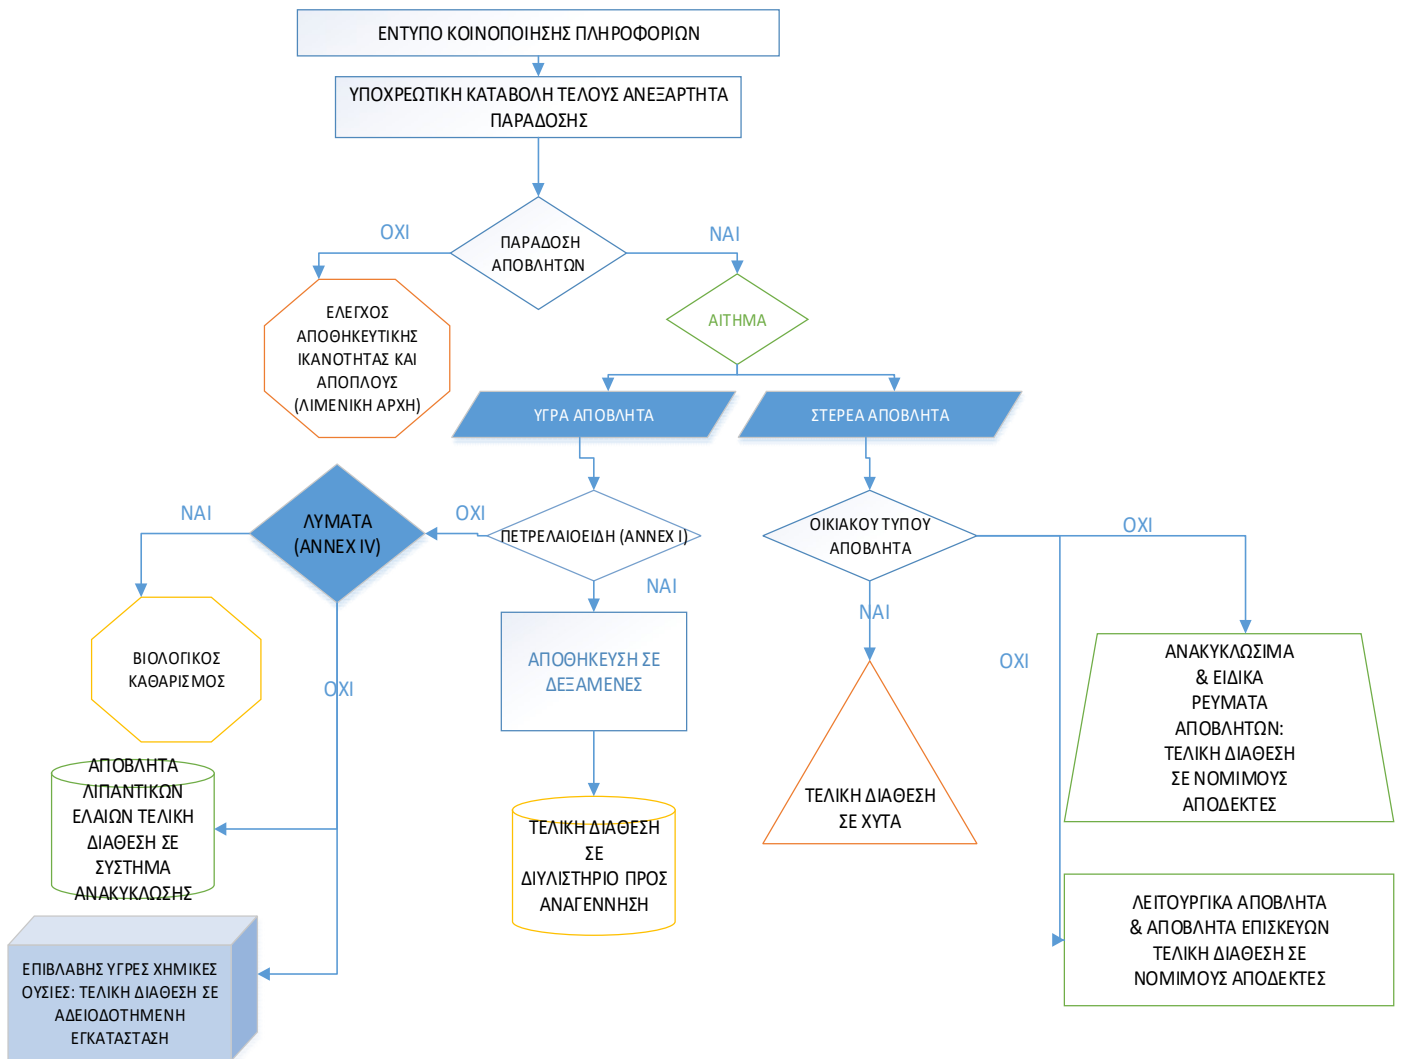 ΕΝΤΥΠΟ ΚΟΙΝΟΠΟΙΗΣΗΣ ΠΛΗΡΟΦΟΡΙΩΝ
ΥΠΟΧΡΕΩΤΙΚΗ ΚΑΤΑΒΟΛΗ ΤΕΛΟΥΣ ΑΝΕΞΑΡΤΗΤΑ
ΠΑΡΑΔΟΣΗΣ
ΟΧΙ
ΠΑΡΑΔΟΣΗ
ΑΠΟΒΛΗΤΩΝ
ΝΑΙ
ΕΛΕΓΧΟΣ
ΑΠΟΘΗΚΕΥΤΙΚΗΣ
ΙΚΑΝΟΤΗΤΑΣ ΚΑΙ
ΑΠΟΠΛΟΥΣ
(ΛΙΜΕΝΙΚΗ ΑΡΧΗ)
ΑΙΤΗΜΑ
ΥΓΡΑ ΑΠΟΒΛΗΤΑ
ΣΤΕΡΕΑ ΑΠΟΒΛΗΤΑ
ΝΑΙ
ΛΥΜΑΤΑ
(ANNEX IV)
ΟΧΙ
ΠΕΤΡΕΛΑΙΟΕΙΔΗ (ANNEX I)
ΟΙΚΙΑΚΟΥ ΤΥΠΟΥ
ΑΠΟΒΛΗΤΑ
ΟΧΙ
ΝΑΙ
ΝΑΙ
ΒΙΟΛΟΓΙΚΟΣ
ΚΑΘΑΡΙΣΜΟΣ
ΟΧΙ
ΑΠΟΘΗΚΕΥΣΗ ΣΕ
ΔΕΞΑΜΕΝΕΣ
ΟΧΙ
ΑΝΑΚΥΚΛΩΣΙΜΑ
& ΕΙΔΙΚΑ
ΡΕΥΜΑΤΑ
ΑΠΟΒΛΗΤΩΝ:
ΤΕΛΙΚΗ ΔΙΑΘΕΣΗ
ΣΕ ΝΟΜΙΜΟΥΣ
ΑΠΟΔΕΚΤΕΣ
ΑΠΟΒΛΗΤΑ
ΛΙΠΑΝΤΙΚΩΝ
ΕΛΑΙΩΝ ΤΕΛΙΚΗ
ΔΙΑΘΕΣΗ ΣΕ
ΣΥΣΤΗΜΑ
ΑΝΑΚΥΚΛΩΣΗΣ
ΤΕΛΙΚΗ ΔΙΑΘΕΣΗ
ΣΕ
ΔΙΥΛΙΣΤΗΡΙΟ ΠΡΟΣ
ΑΝΑΓΕΝΝΗΣΗ
ΤΕΛΙΚΗ ΔΙΑΘΕΣΗ
ΣΕ ΧΥΤΑ
ΛΕΙΤΟΥΡΓΙΚΑ ΑΠΟΒΛΗΤΑ
& ΑΠΟΒΛΗΤΑ ΕΠΙΣΚΕΥΩΝ
ΤΕΛΙΚΗ ΔΙΑΘΕΣΗ ΣΕ
ΝΟΜΙΜΟΥΣ ΑΠΟΔΕΚΤΕΣ
ΕΠΙΒΛΑΒΗΣ ΥΓΡΕΣ ΧΗΜΙΚΕΣ
ΟΥΣΙΕΣ: ΤΕΛΙΚΗ ΔΙΑΘΕΣΗ ΣΕ
ΑΔΕΙΟΔΟΤΗΜΕΝΗ
ΕΓΚΑΤΑΣΤΑΣΗ